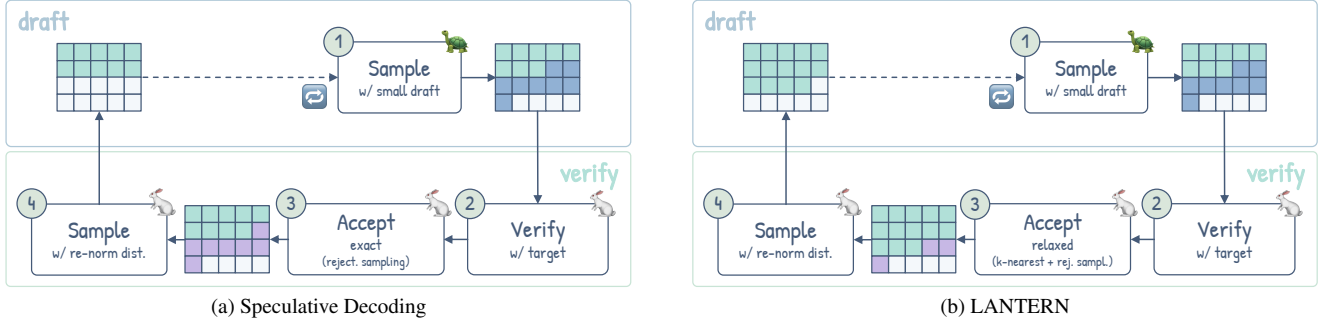 draft
1
Sample
w/ small draft
verify
4
Sample
w/ re-norm dist.
3
Accept
exact
(reject. sampling)
2
Verify
w/ target
(a) Speculative Decoding
draft
1
Sample
w/ small draft
verify
4
Sample
w/ re-norm dist.
3
Accept
relaxed
(k-nearest + rej. sampl.)
2
Verify
w/ target
(b) LANTERN